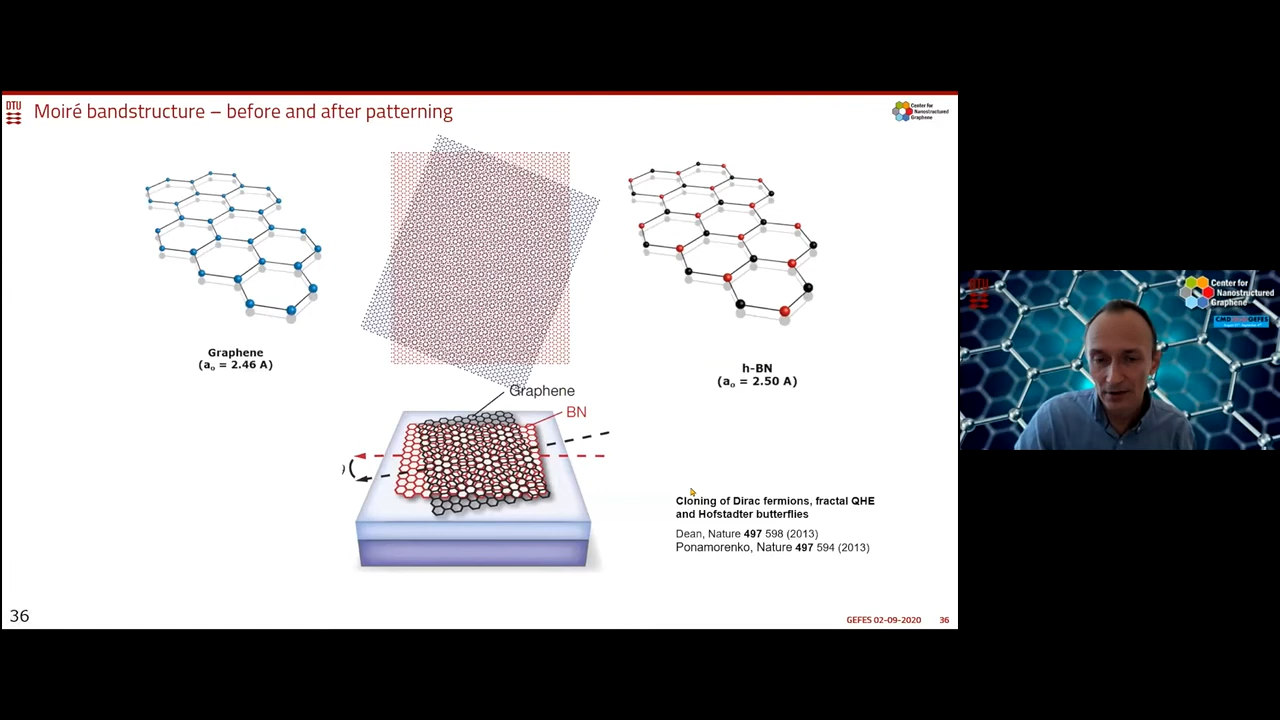 DTU
Moiré bandstructure – before and after patterning
Center for
Nanostructured
Graphene
Graphene
(a₀ = 2.46 A)
h-BN
(a₀ = 2.50 A)
Graphene
BN
Cloning of Dirac fermions, fractal QHE
and Hofstadter butterflies
Dean, Nature 497 598 (2013)
Ponamorenko, Nature 497 594 (2013)
36
GEFES 02-09-2020
36
DTU
Center for
Nanostructured
Graphene